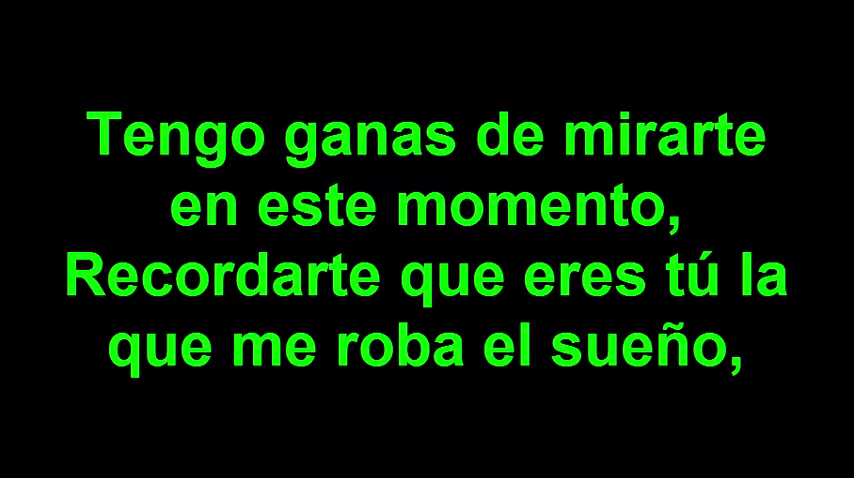 Tengo ganas de mirarte
en este momento,
Recordarte que eres tú la
que me roba el sueño,